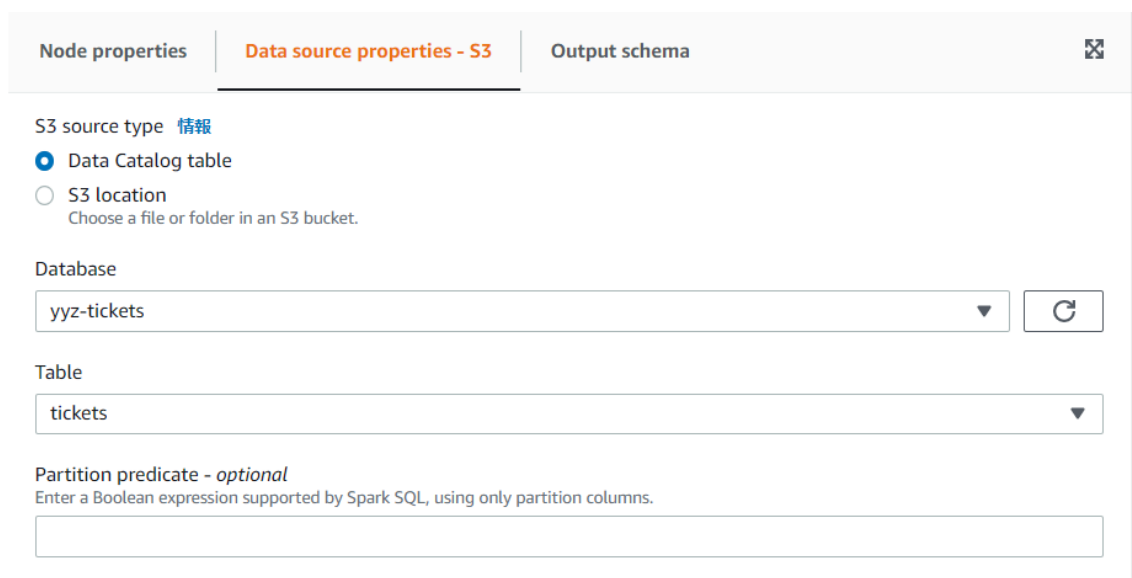 Node properties
Data source properties - S3
Output schema
S3 source type 情報
Data Catalog table
S3 location
Choose a file or folder in an S3 bucket.
Database
yyz-tickets
Table
tickets
Partition predicate - optional
Enter a Boolean expression supported by Spark SQL, using only partition columns.